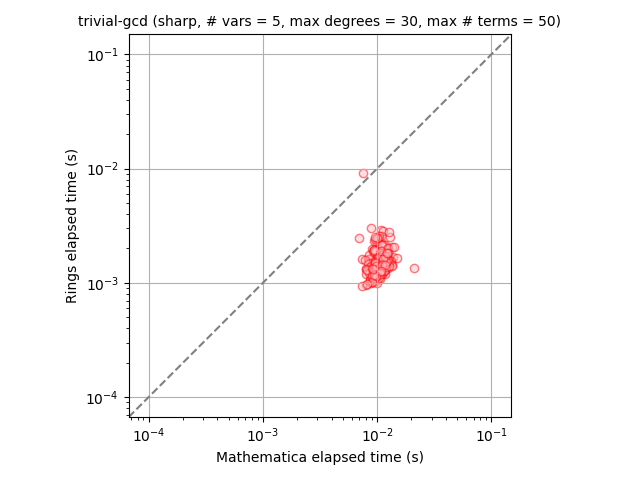 trivial-gcd (sharp, # vars = 5, max degrees = 30, max # terms = 50)
10⁻¹
10⁻²
10⁻³
10⁻⁴
Rings elapsed time (s)
10⁻⁴ 10⁻³ 10⁻² 10⁻¹
Mathematica elapsed time (s)